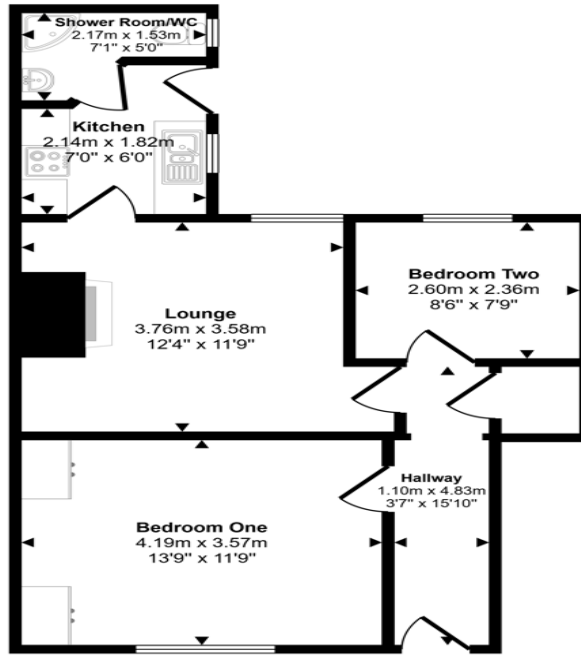 Shower Room/WC
2.17m x 1.53m
7'1" x 5'0"
Kitchen
2.14m x 1.82m
7'0" x 6'0"
Bedroom Two
2.60m x 2.36m
8'6" x 7'9"
Lounge
3.76m x 3.58m
12'4" x 11'9"
Hallway
1.10m x 4.83m
3'7" x 15'10"
Bedroom One
4.19m x 3.57m
13'9" x 11'9"